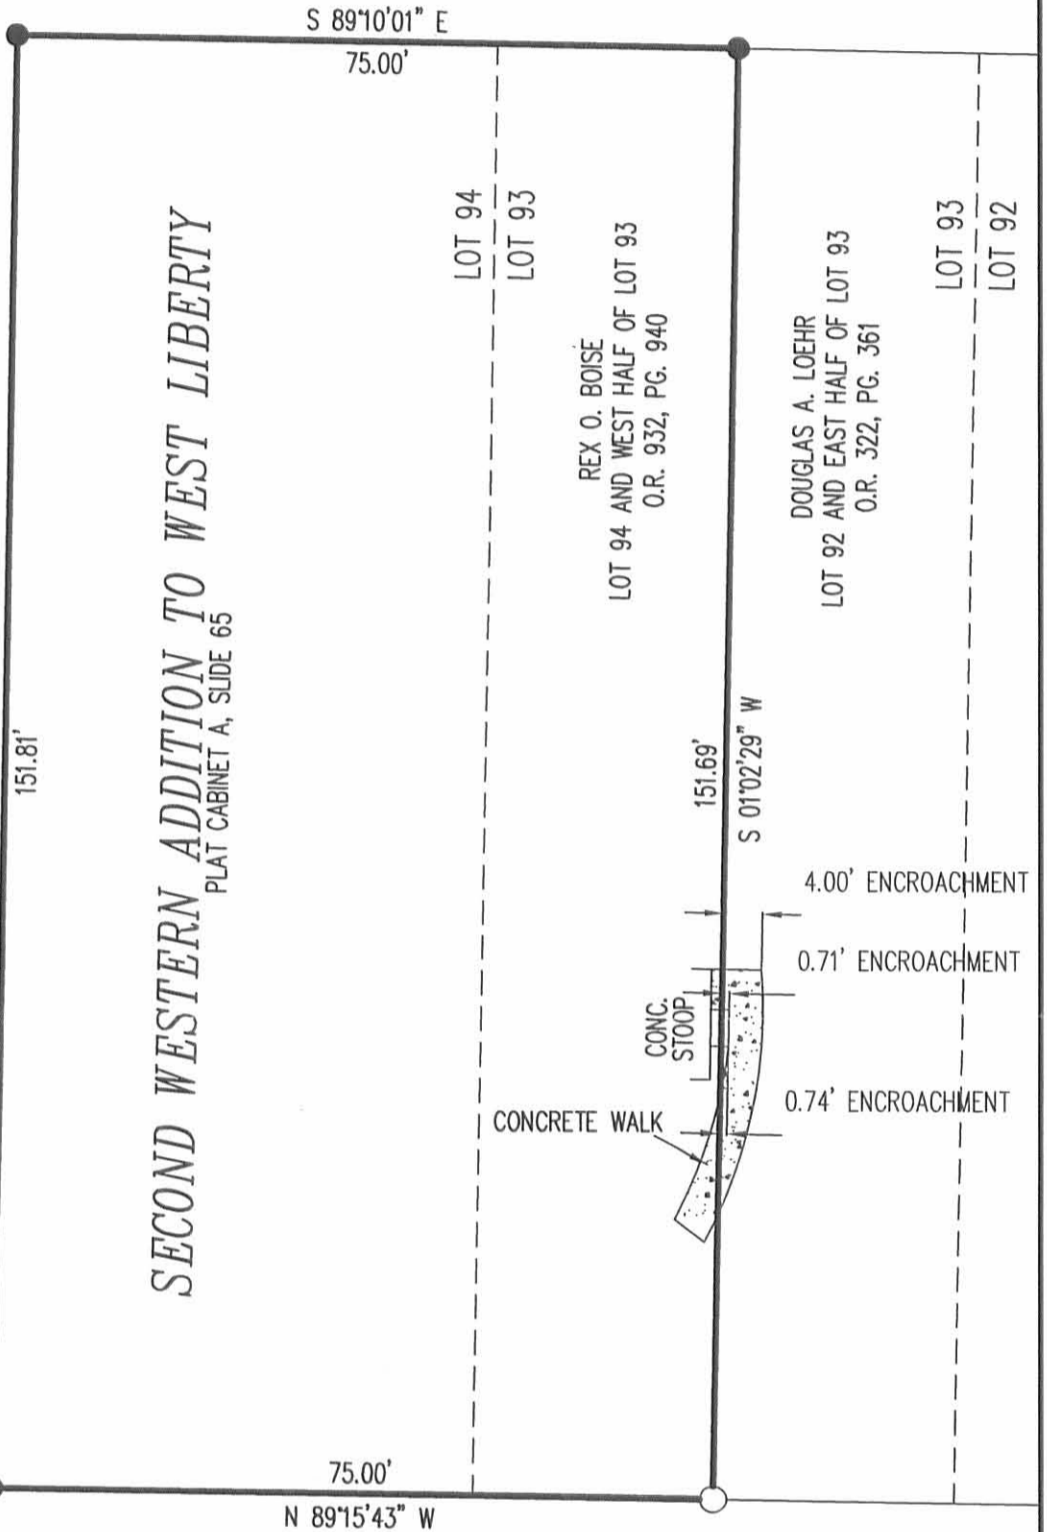 S 89°10'01" E
75.00'
151.81'
SECOND WESTERN ADDITION TO WEST LIBERTY
PLAT CABINET A, SLIDE 65
LOT 94
LOT 93
REX O. BOISE
LOT 94 AND WEST HALF OF LOT 93
O.R. 932, PG. 940
DOUGLAS A. LOEHR
LOT 92 AND EAST HALF OF LOT 93
O.R. 322, PG. 361
LOT 93
LOT 92
151.69'
S 01°02'29" W
4.00' ENCROACHMENT
0.71' ENCROACHMENT
CONC.
STOOP
0.74' ENCROACHMENT
CONCRETE WALK
75.00'
N 89°15'43" W